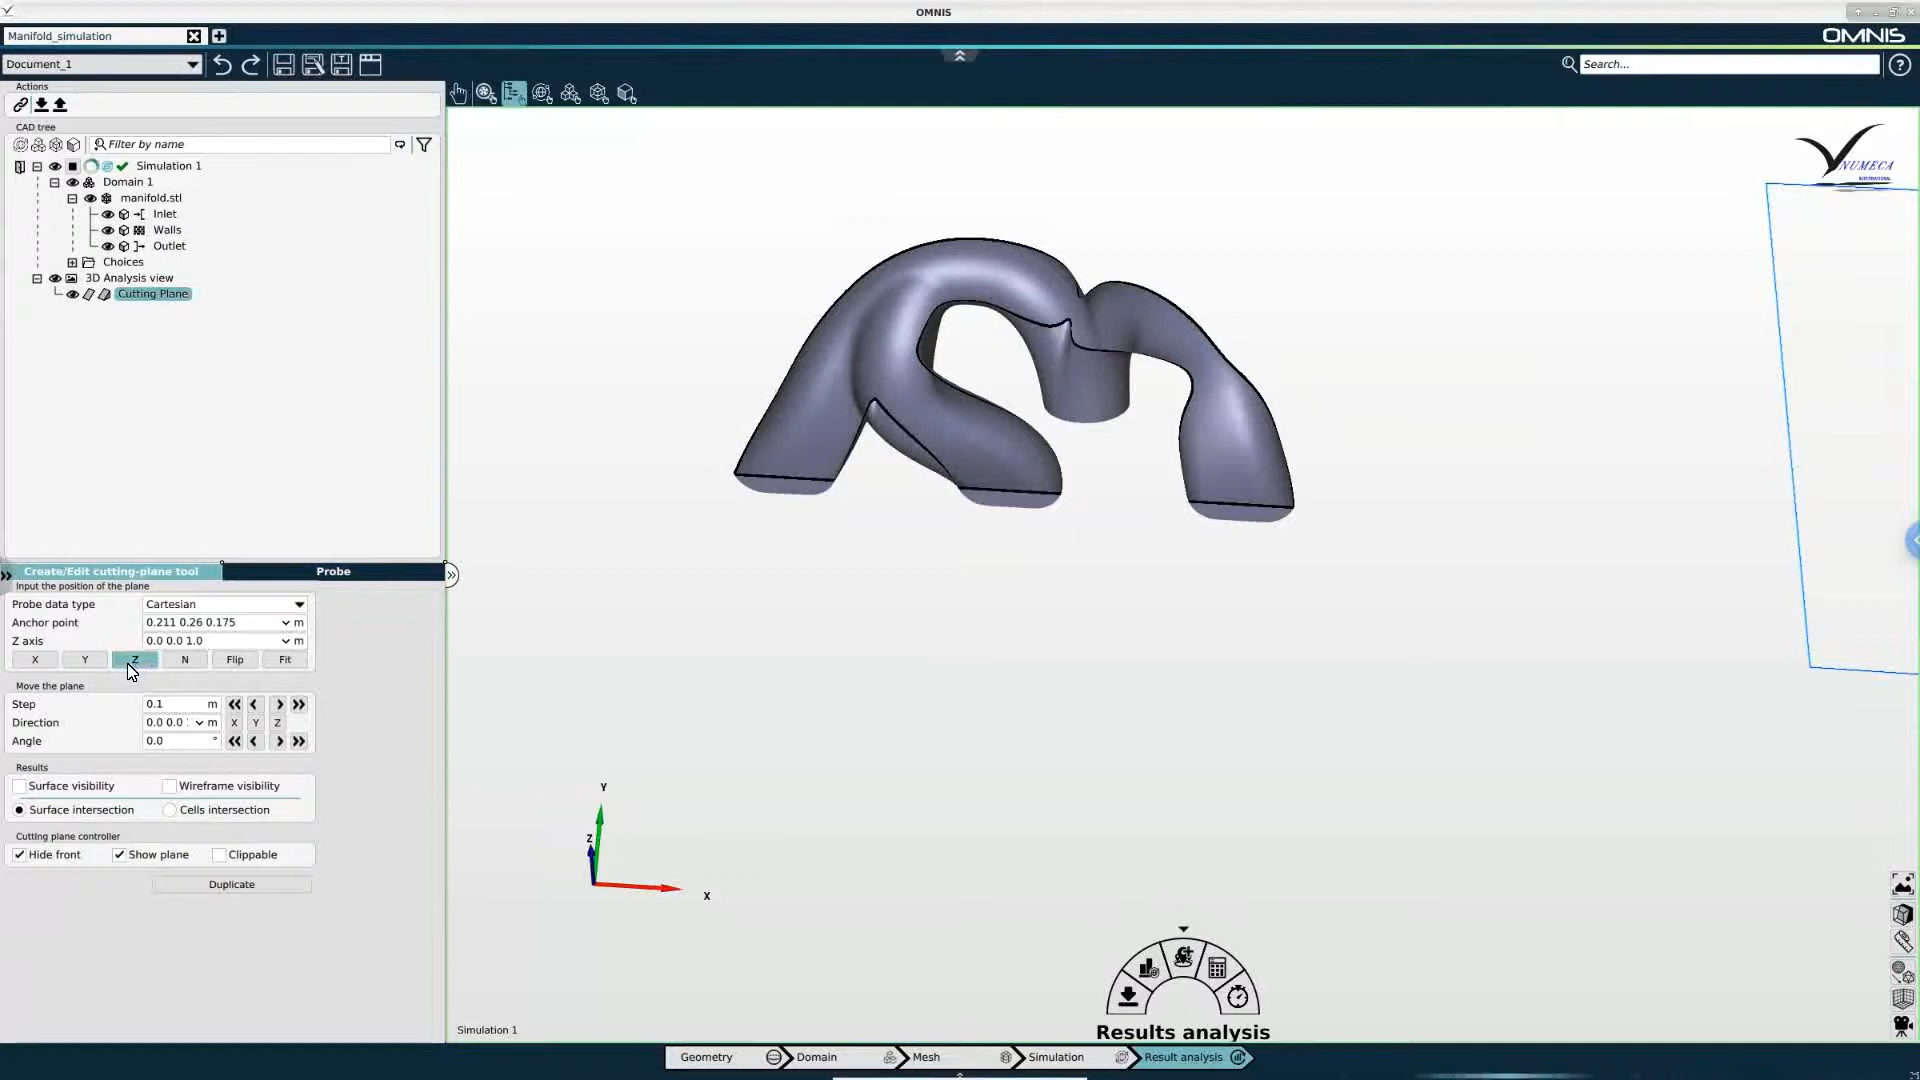 OMNIS
Manifold_simulation
OMNIS
Document_1
Search...
?
Actions
CAD tree
Filter by name
Simulation 1
Domain 1
manifold.stl
Inlet
Walls
Outlet
Choices
3D Analysis view
Cutting Plane
NUMECA
INTERNATIONAL
Create/Edit cutting-plane tool
Probe
Input the position of the plane
Probe data type Cartesian
Anchor point 0.211 0.26 0.175 m
Z axis 0.0 0.0 1.0 m
X Y Z N Flip Fit
Move the plane
Step 0.1 m
Direction 0.0 0.0 m X Y Z
Angle 0.0 °
Results
Surface visibility Wireframe visibility
Surface intersection Cells intersection
Cutting plane controller
Hide front Show plane Clippable
Duplicate
Y
Z
X
Simulation 1
Results analysis
Geometry Domain Mesh Simulation Result analysis